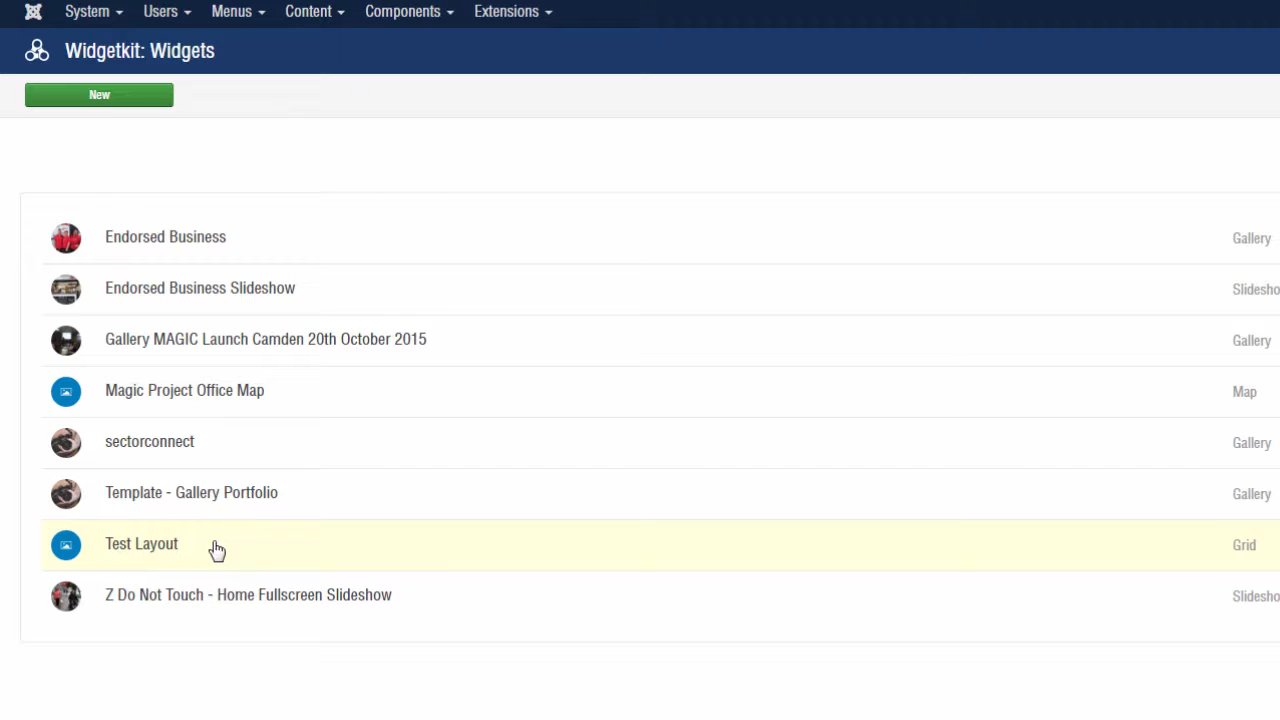 System Users Menus Content Components Extensions
Widgetkit: Widgets
New
Endorsed Business Gallery
Endorsed Business Slideshow Slidesho
Gallery MAGIC Launch Camden 20th October 2015 Gallery
Magic Project Office Map Map
sectorconnect Gallery
Template - Gallery Portfolio Gallery
Test Layout Grid
Z Do Not Touch - Home Fullscreen Slideshow Slidesho